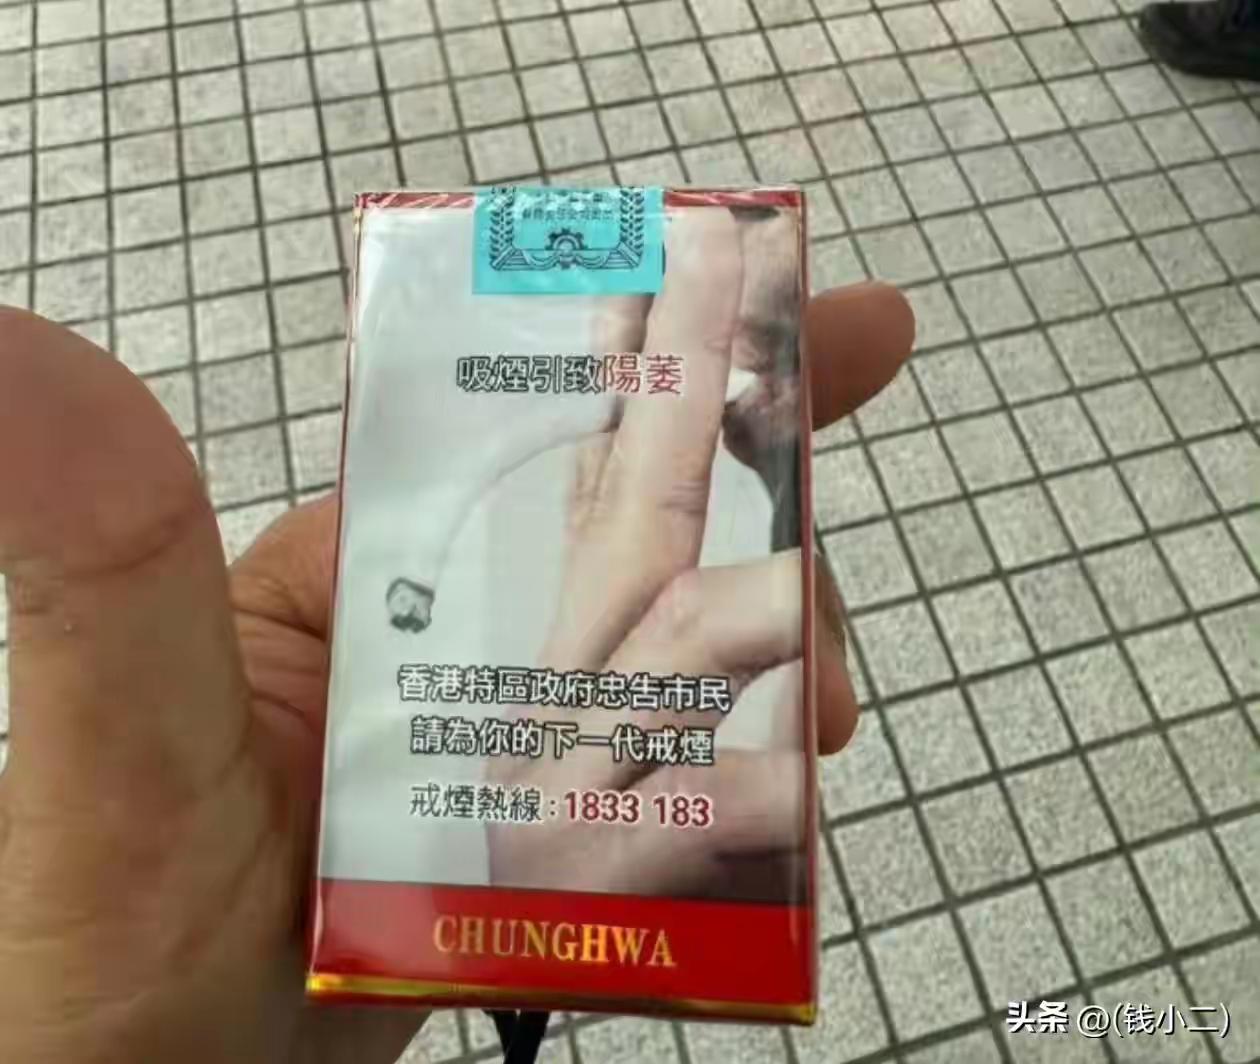 吸煙引致陽萎
香港特區政府忠告市民
請為你的下一代戒煙
戒煙熱線:1833 183
CHUNGHWA
头条 @(钱小二)